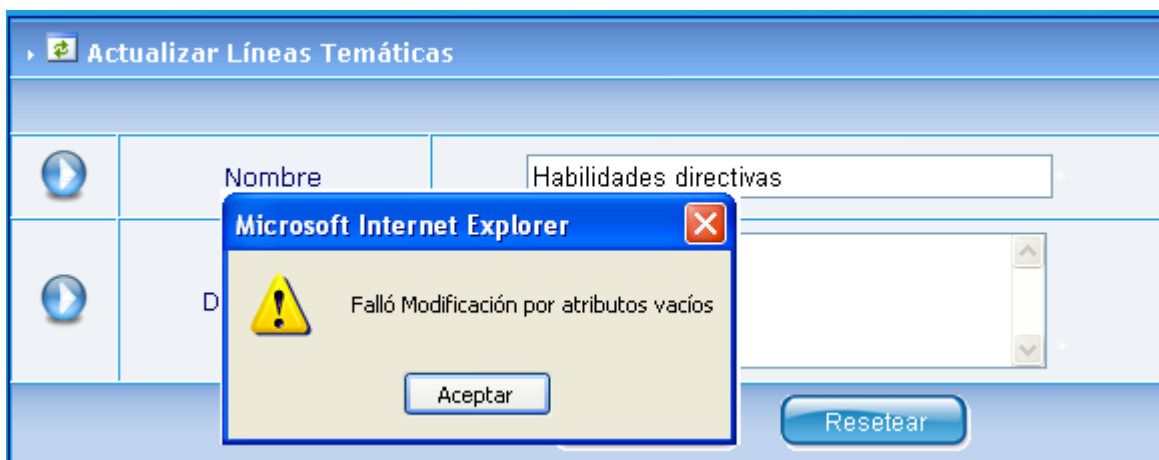 Actualizar Líneas Temáticas
Nombre
Habilidades directivas
*
Microsoft Internet Explorer
Falló Modificación por atributos vacíos
D
*
Aceptar
Resetear